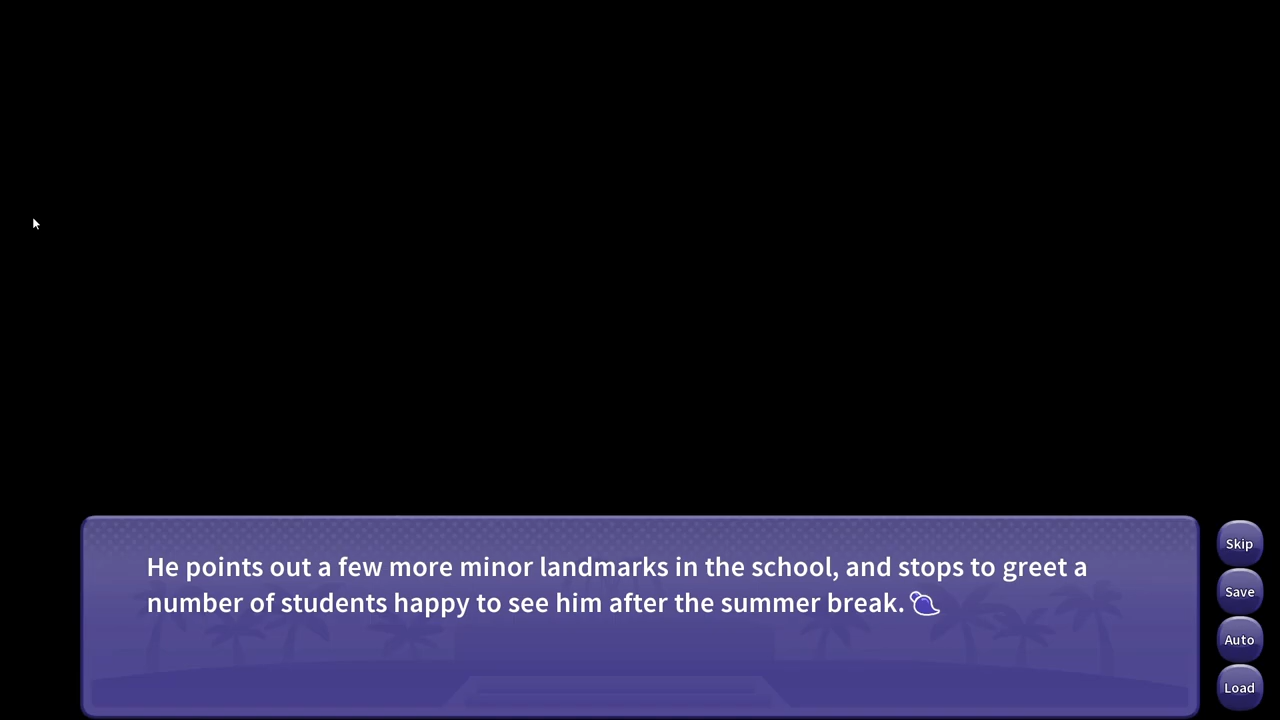 He points out a few more minor landmarks in the school, and stops to greet a
number of students happy to see him after the summer break.
Skip
Save
Auto
Load